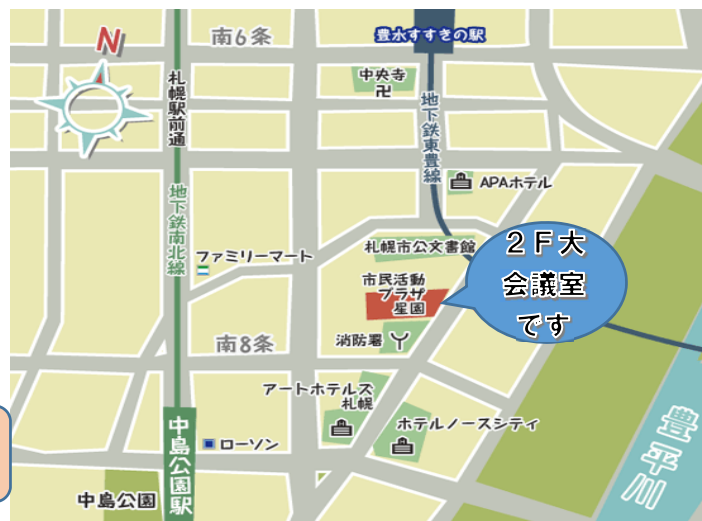 N
南6条
豊水すすきの駅
中央寺
卍
札幌駅前通
地下鉄東豊線
APAホテル
地下鉄南北線
ファミリーマート
札幌市公文書館
2F大
会議室
です
市民活動
プラザ
星園
消防署
南8条
アートホテルズ
札幌
ホテルノースシティ
ローソン
中島公園駅
中島公園
豊平川